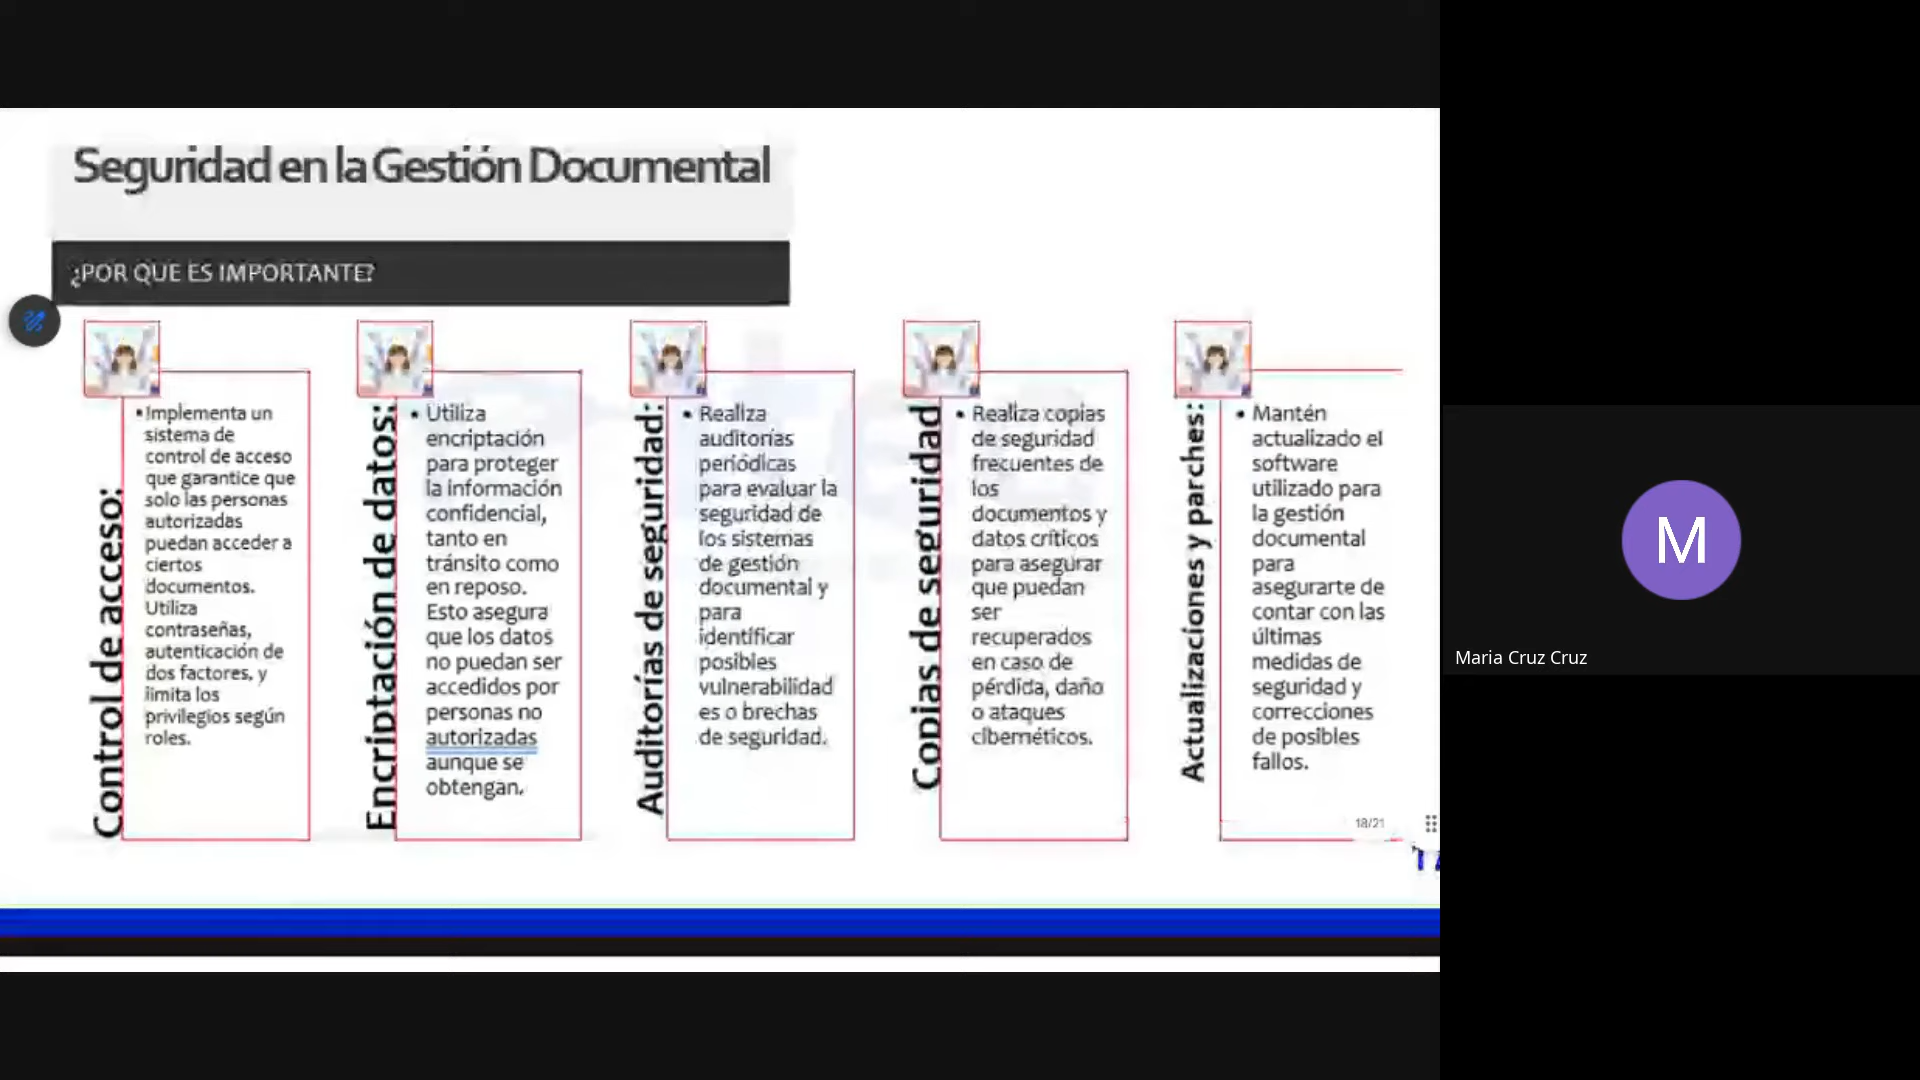 Seguridad en la Gestión Documental
¿POR QUE ES IMPORTANTE?
Control de acceso:
•Implementa un
sistema de
control de acceso
que garantice que
solo las personas
autorizadas
puedan acceder a
ciertos
documentos.
Utiliza
contraseñas,
autenticación de
dos factores, y
limita los
privilegios según
roles.
Encriptación de datos:
• Utiliza
encriptación
para proteger
la información
confidencial,
tanto en
tránsito como
en reposo.
Esto asegura
que los datos
no puedan ser
accedidos por
personas no
autorizadas
aunque se
obtengan.
Auditorías de seguridad:
• Realiza
auditorías
periódicas
para evaluar la
seguridad de
los sistemas
de gestión
documental y
para
identificar
posibles
vulnerabilidad
es o brechas
de seguridad.
Copias de seguridad
• Realiza copias
de seguridad
frecuentes de
los
documentos y
datos críticos
para asegurar
que puedan
ser
recuperados
en caso de
pérdida, daño
o ataques
cibernéticos.
Actualizaciones y parches:
• Mantén
actualizado el
software
utilizado para
la gestión
documental
para
asegurarte de
contar con las
últimas
medidas de
seguridad y
correcciones
de posibles
fallos.
18/21
M
Maria Cruz Cruz